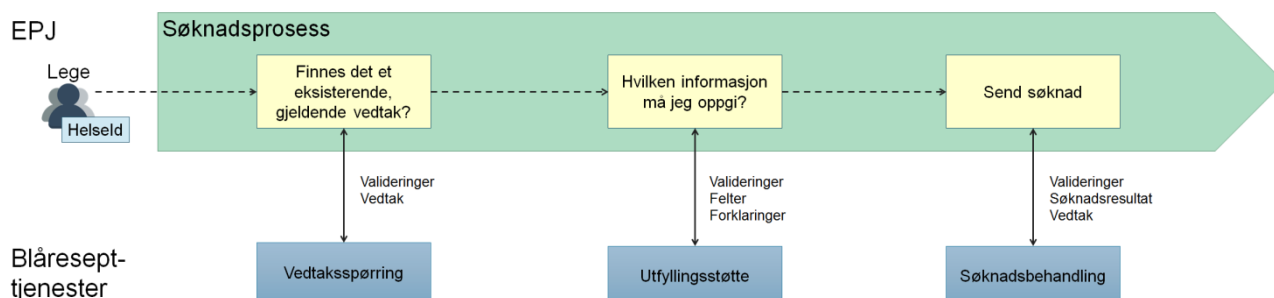 EPJ
Søknadsprosess
Lege
HelseId
Finnes det et
eksisterende,
gjeldende vedtak?
Hvilken informasjon
må jeg oppgi?
Send søknad
Valideringer
Vedtak
Valideringer
Felter
Forklaringer
Valideringer
Søknadsresultat
Vedtak
Blåresept-
tjenester
Vedtaksspørring
Utfyllingsstøtte
Søknadsbehandling